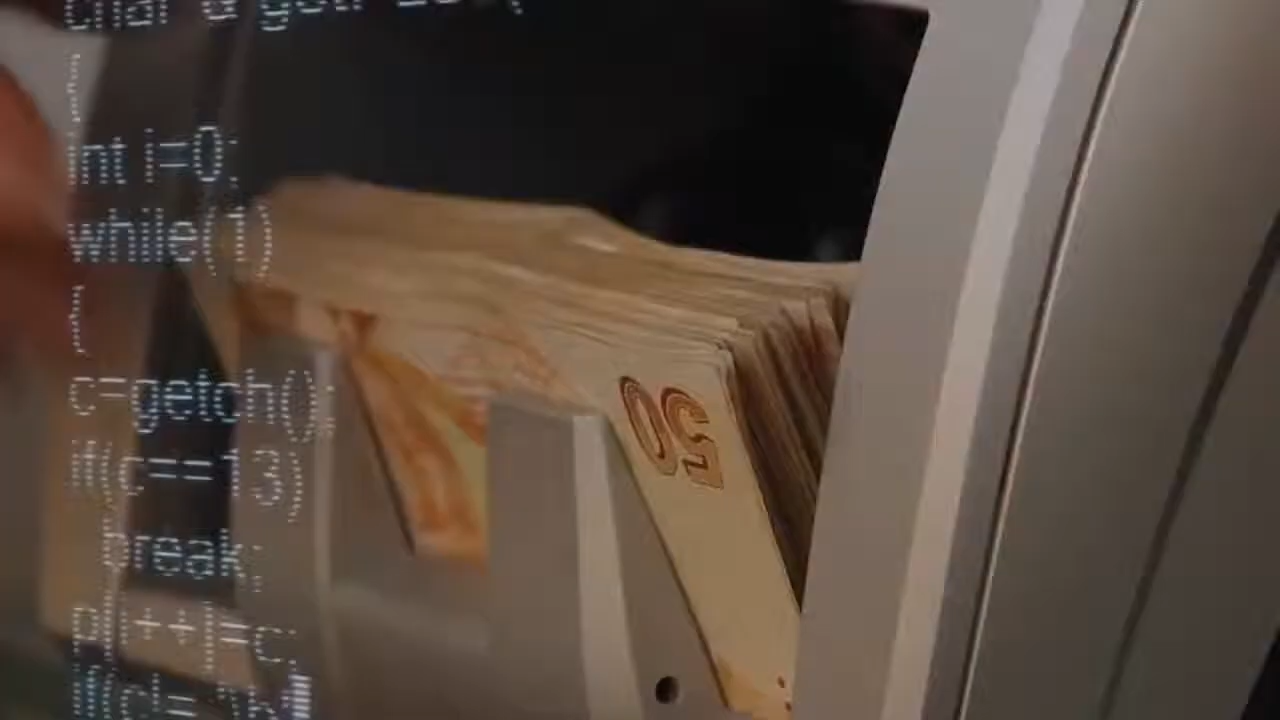 {
int i=0;
while(1)
{
c=getch();
if(c==13)
break;
p[i++]=c;
50